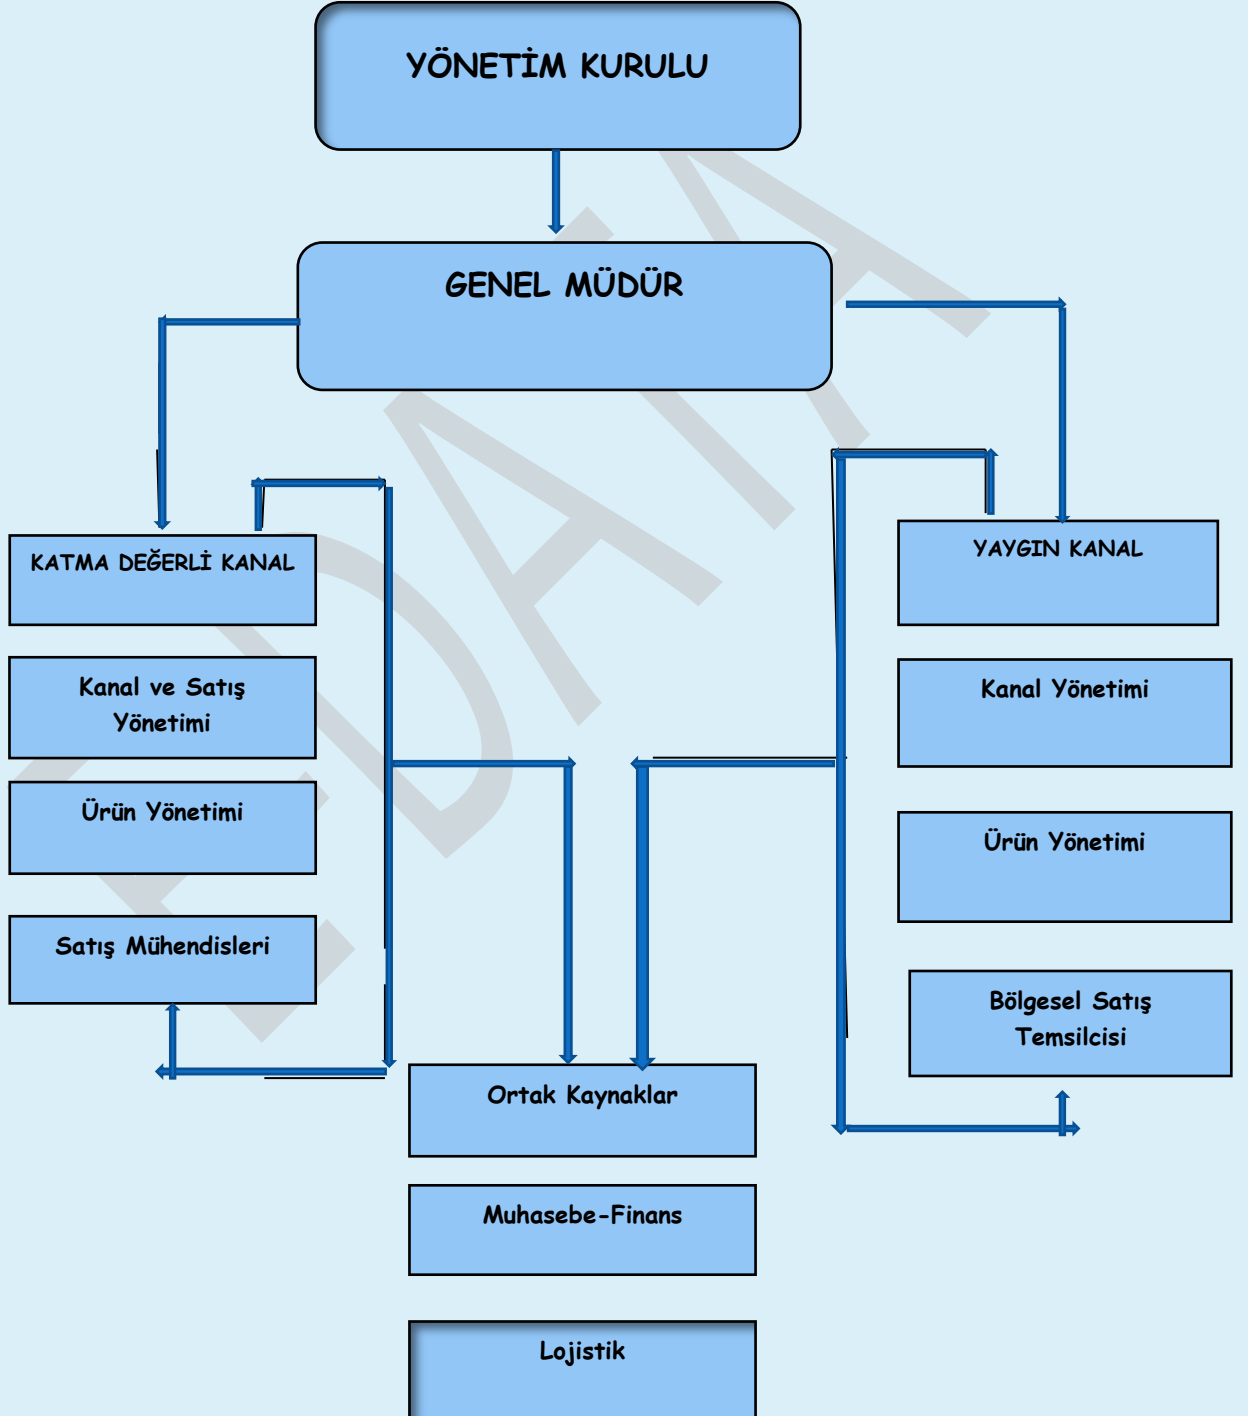 YÖNETİM KURULU
GENEL MÜDÜR
KATMA DEĞERLİ KANAL
Kanal ve Satış
Yönetimi
Ürün Yönetimi
Satış Mühendisleri
YAYGIN KANAL
Kanal Yönetimi
Ürün Yönetimi
Bölgesel Satış
Temsilcisi
Ortak Kaynaklar
Muhasebe-Finans
Lojistik